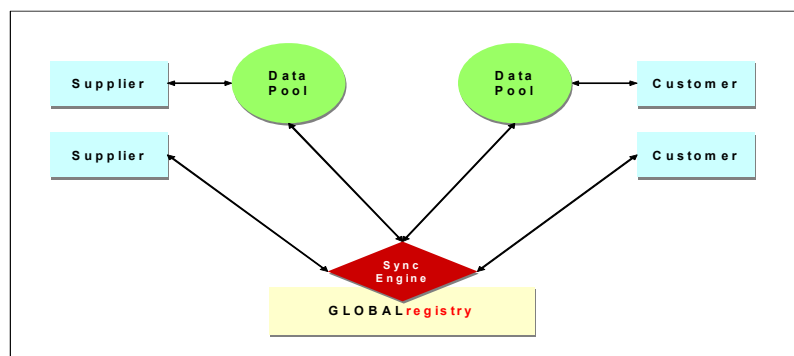 Supplier
Data
Pool
Data
Pool
Customer
Supplier
Customer
Sync
Engine
GLOBALregistry